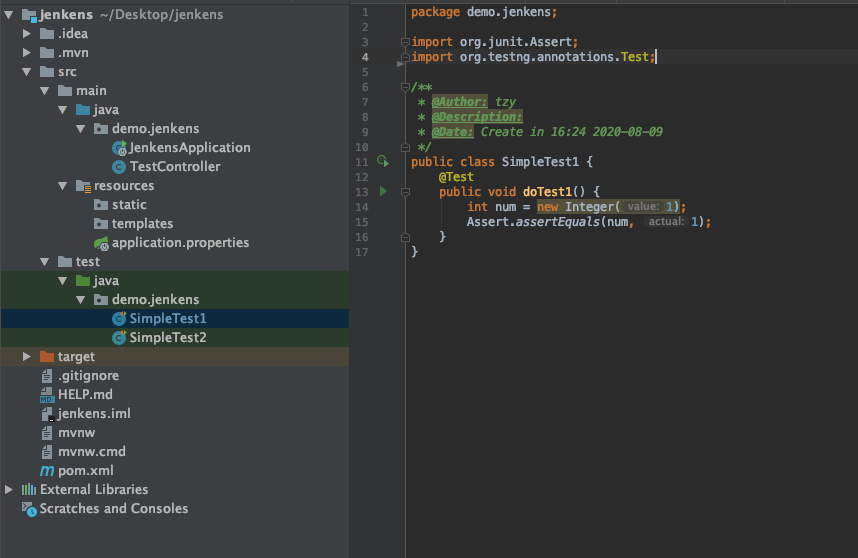 jenkens ~/Desktop/jenkens
.idea
.mvn
src
main
java
demo.jenkens
JenkensApplication
TestController
resources
static
templates
application.properties
test
java
demo.jenkens
SimpleTest1
SimpleTest2
target
.gitignore
HELP.md
jenkens.iml
mvnw
mvnw.cmd
pom.xml
External Libraries
Scratches and Consoles
1 package demo.jenkens;
2
3 import org.junit.Assert;
4 import org.testng.annotations.Test;
5
6 /**
7 * @Author: tzy
8 * @Description:
9 * @Date: Create in 16:24 2020-08-09
10 */
11 public class SimpleTest1 {
12 @Test
13 public void doTest1() {
14 int num = new Integer( value: 1);
15 Assert.assertEquals(num, actual: 1);
16 }
17 }